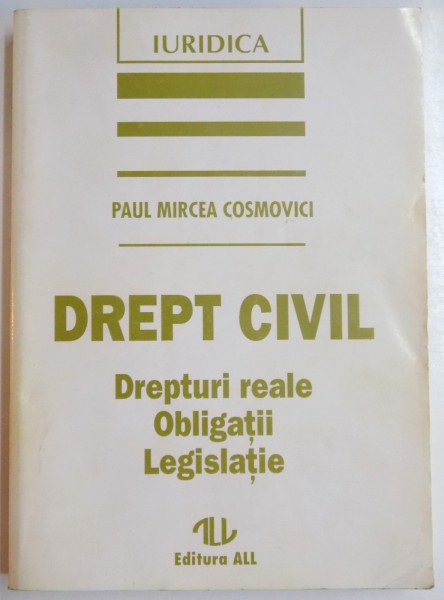 IURIDICA
PAUL MIRCEA COSMOVICI
DREPT CIVIL
Drepturi reale
Obligații
Legislație
ALL
Editura ALL